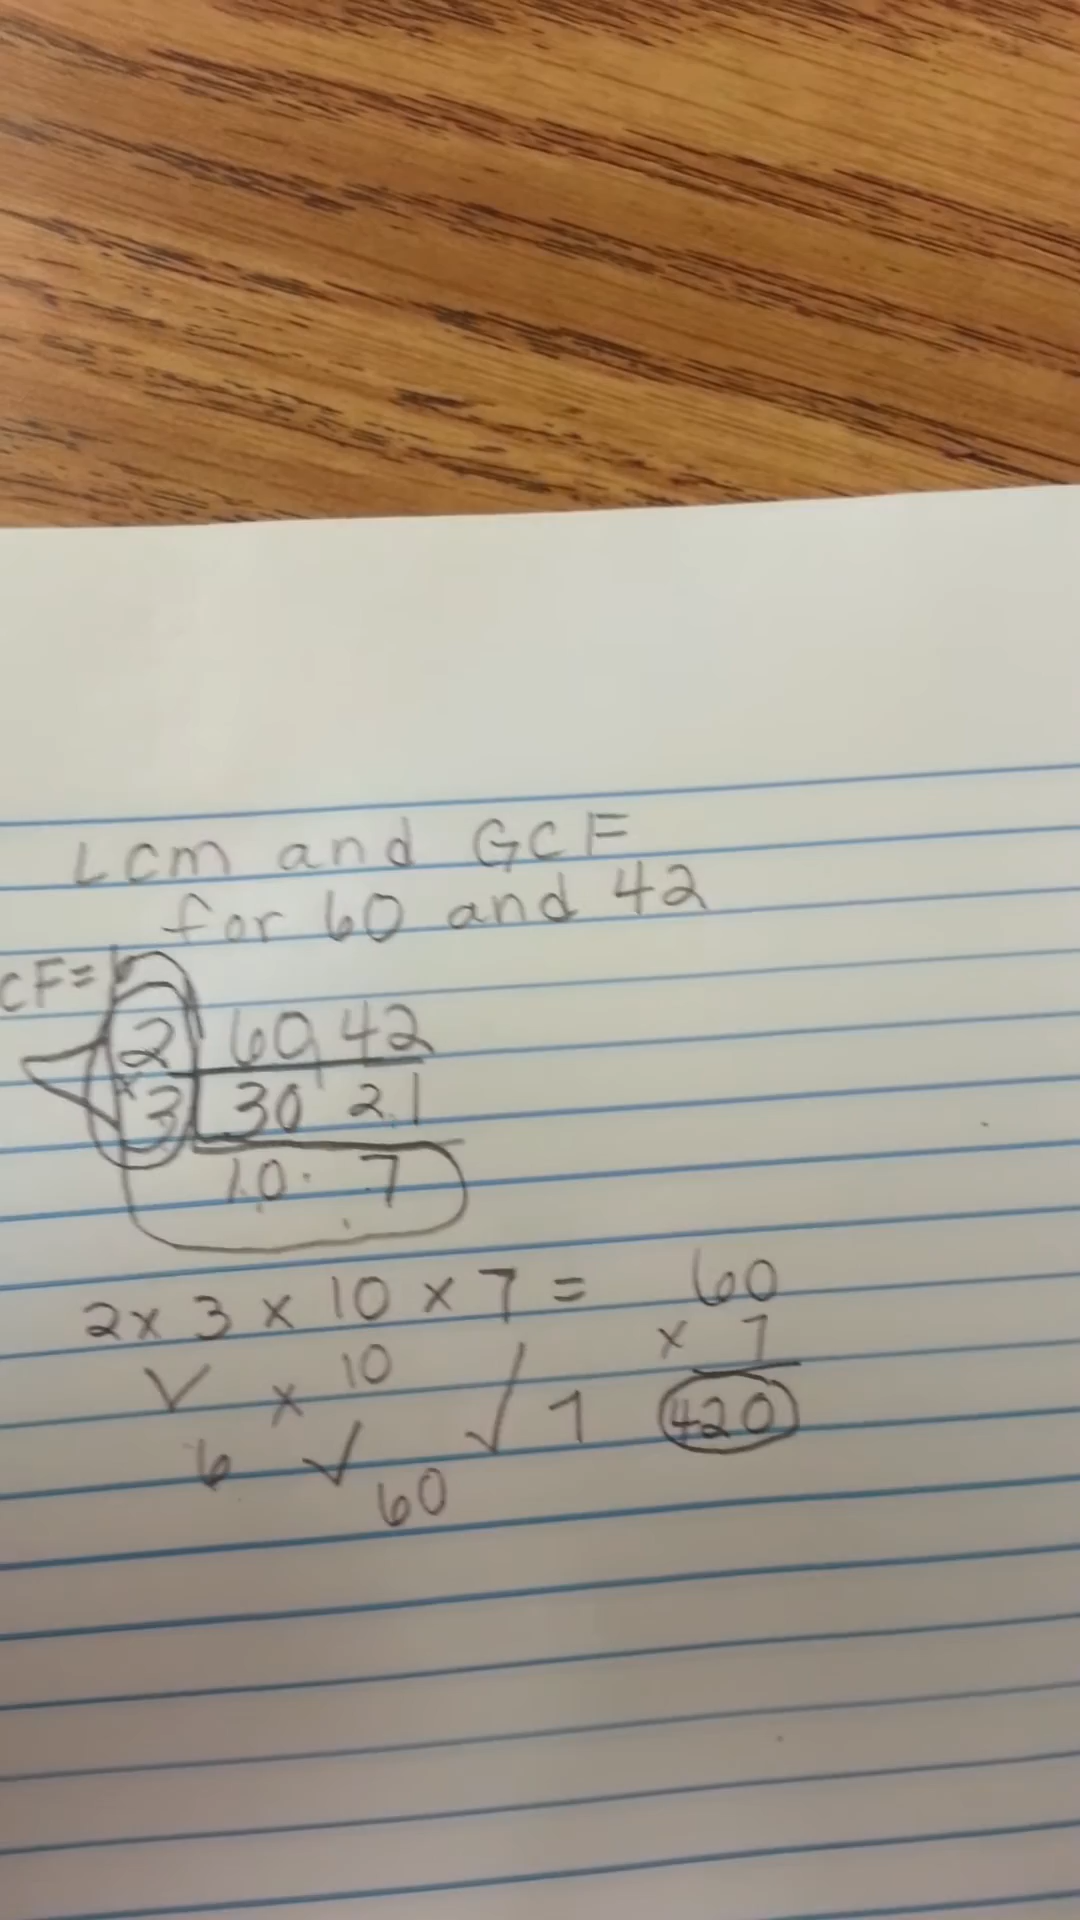 LCM and GCF
for 60 and 42
CF= 6
2 60, 42
×3 30 21
10 7
2 x 3 x 10 x 7 = 60
x 7
6 x 10 7 420
60